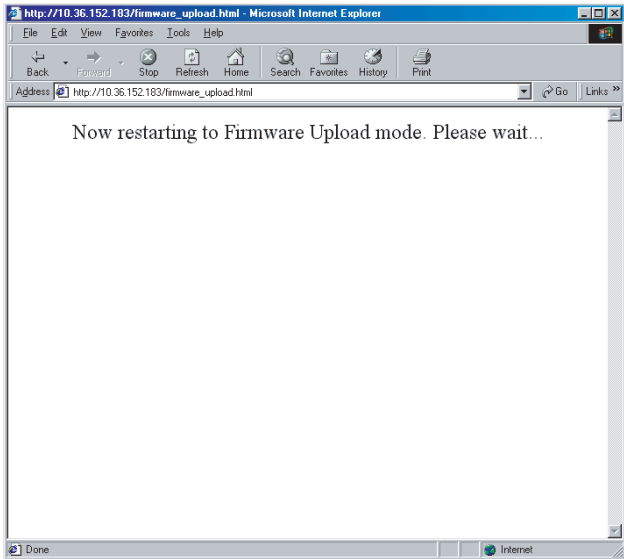 http://10.36.152.183/firmware_upload.html - Microsoft Internet Explorer
File Edit View Favorites Tools Help
Back Forward Stop Refresh Home Search Favorites History Print
Address http://10.36.152.183/firmware_upload.html Go Links »
Now restarting to Firmware Upload mode. Please wait...
Done Internet